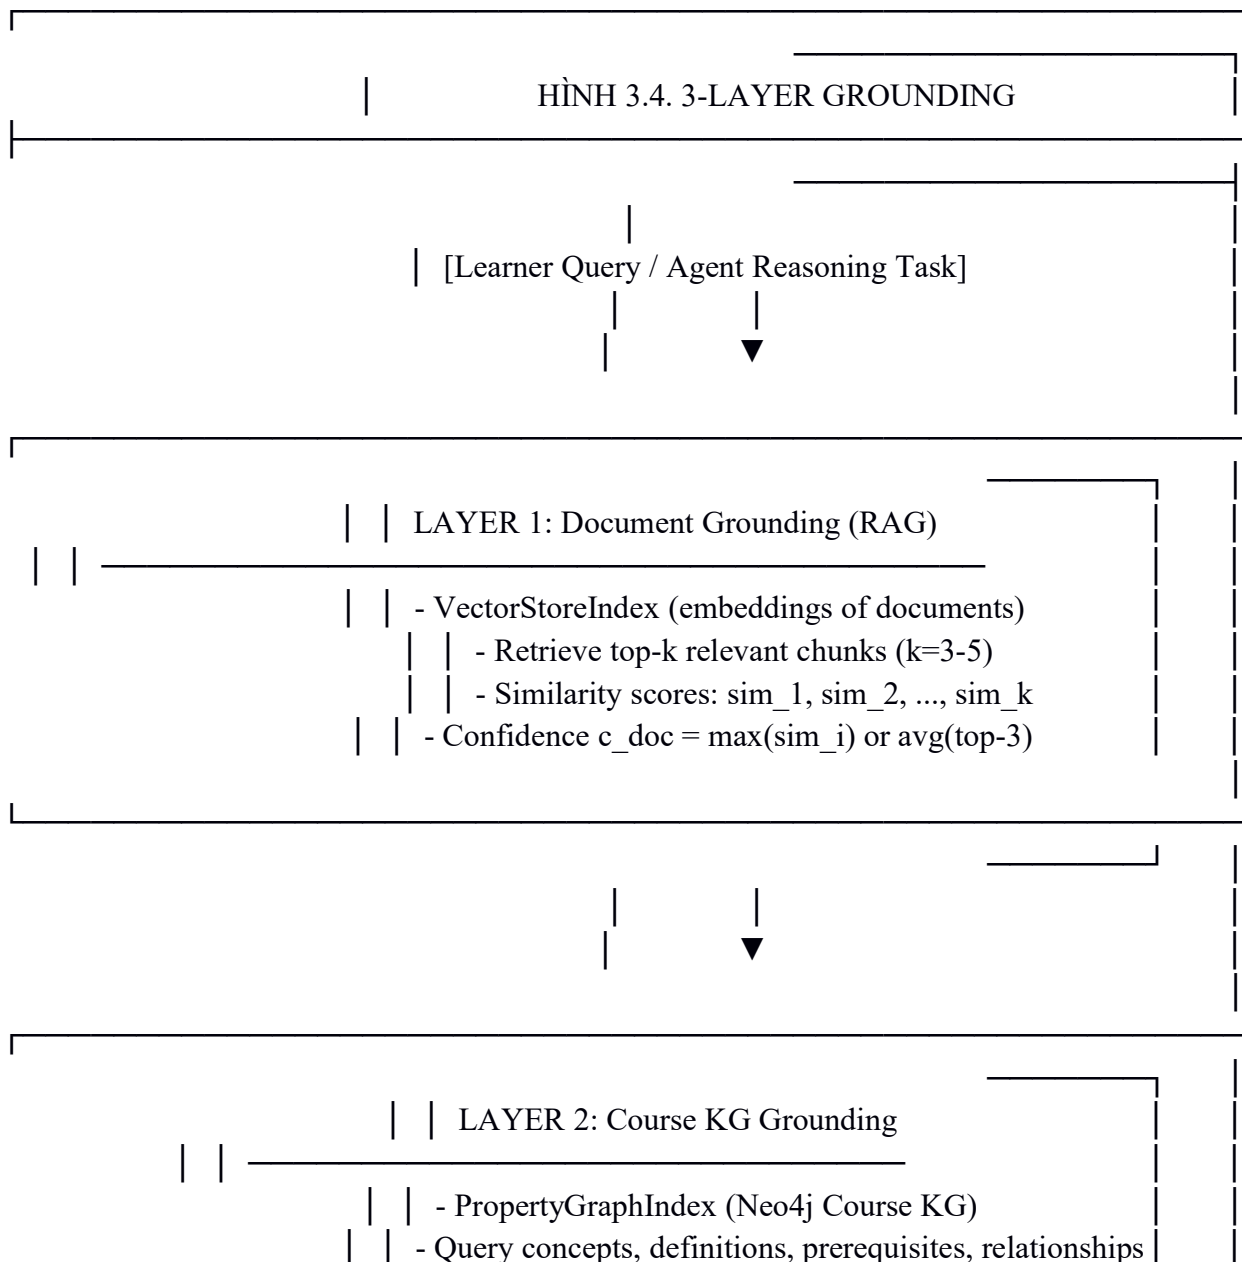 HÌNH 3.4. 3-LAYER GROUNDING
[Learner Query / Agent Reasoning Task]
LAYER 1: Document Grounding (RAG)
- VectorStoreIndex (embeddings of documents)
- Retrieve top-k relevant chunks (k=3-5)
- Similarity scores: sim_1, sim_2, ..., sim_k
- Confidence c_doc = max(sim_i) or avg(top-3)
LAYER 2: Course KG Grounding
- PropertyGraphIndex (Neo4j Course KG)
- Query concepts, definitions, prerequisites, relationships